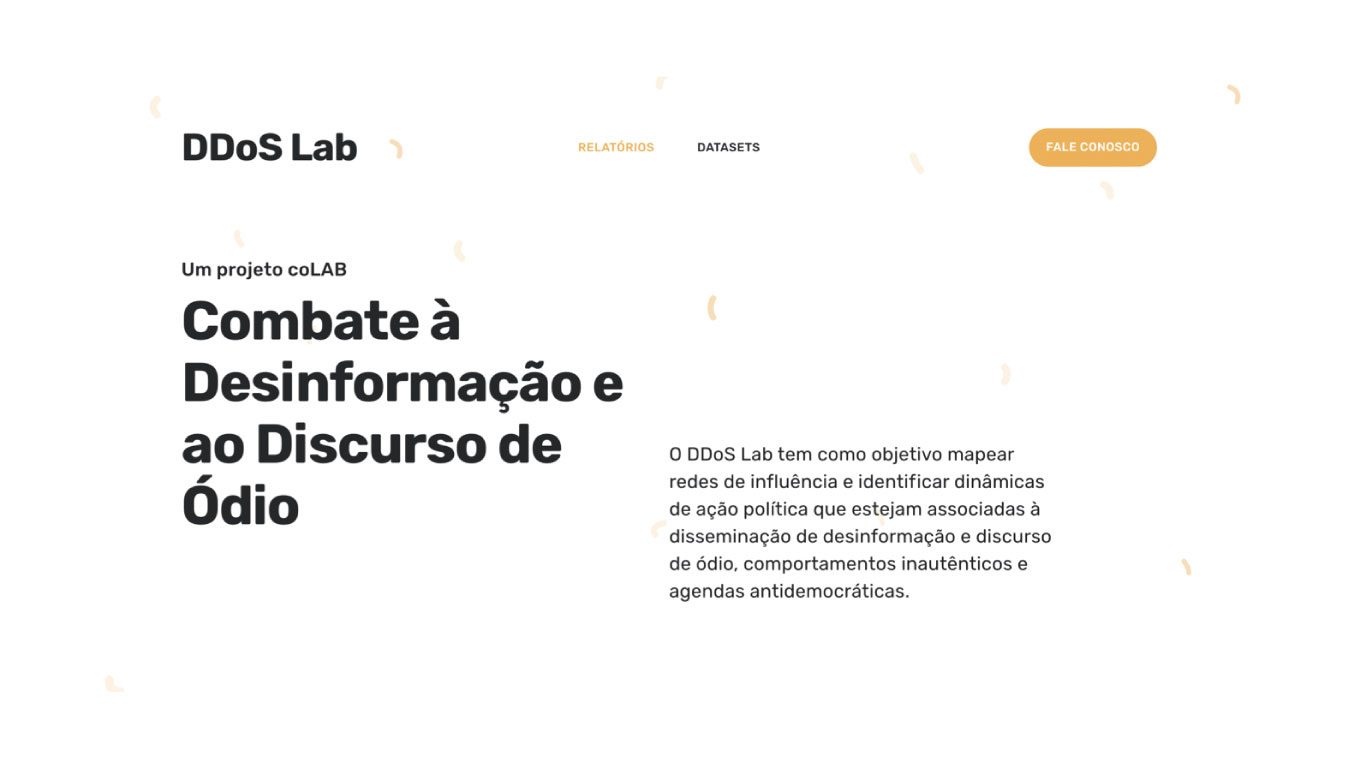 DDoS Lab
RELATÓRIOS
DATASETS
FALE CONOSCO
Um projeto coLAB
Combate à
Desinformação e
ao Discurso de
Ódio
O DDoS Lab tem como objetivo mapear
redes de influência e identificar dinâmicas
de ação política que estejam associadas à
disseminação de desinformação e discurso
de ódio, comportamentos inautênticos e
agendas antidemocráticas.